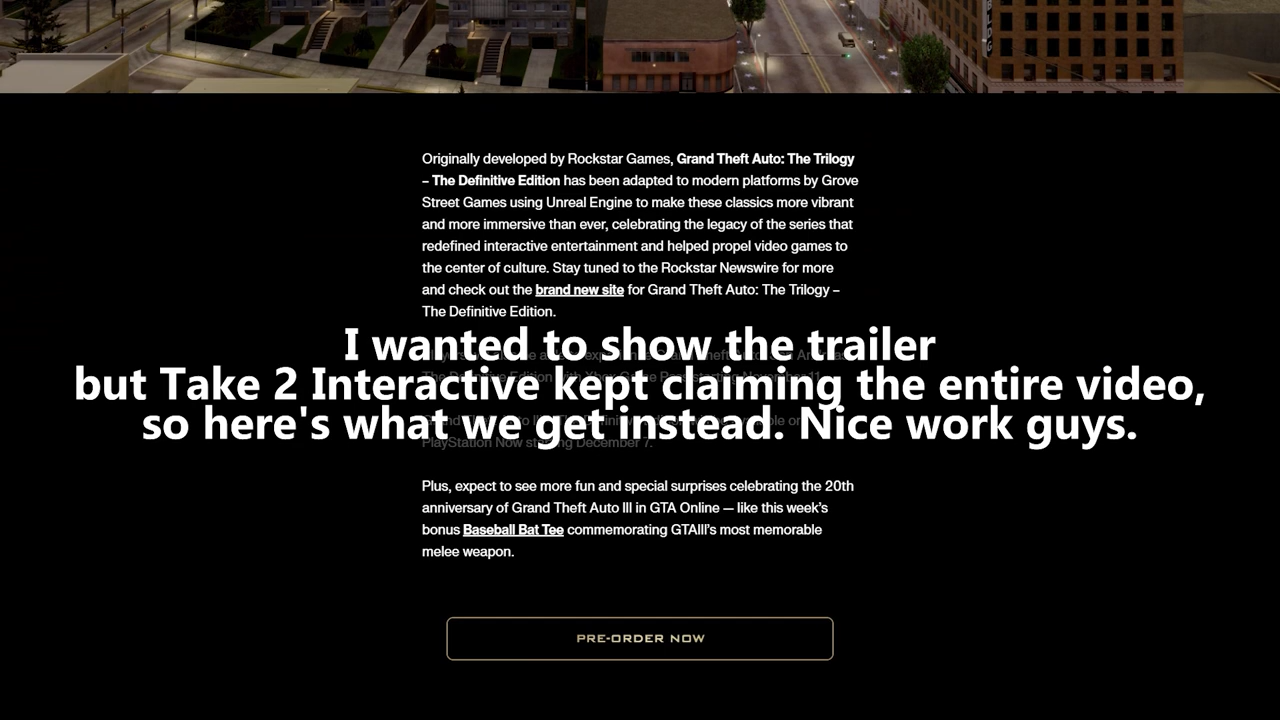 BLDG
Originally developed by Rockstar Games, Grand Theft Auto: The Trilogy
– The Definitive Edition has been adapted to modern platforms by Grove
Street Games using Unreal Engine to make these classics more vibrant
and more immersive than ever, celebrating the legacy of the series that
redefined interactive entertainment and helped propel video games to
the center of culture. Stay tuned to the Rockstar Newswire for more
and check out the brand new site for Grand Theft Auto: The Trilogy –
The Definitive Edition.
I wanted to show the trailer
but Take 2 Interactive kept claiming the entire video,
so here's what we get instead. Nice work guys.
PlayStation Now starting December 7.
Plus, expect to see more fun and special surprises celebrating the 20th
anniversary of Grand Theft Auto III in GTA Online — like this week's
bonus Baseball Bat Tee commemorating GTAIII's most memorable
melee weapon.
PRE-ORDER NOW